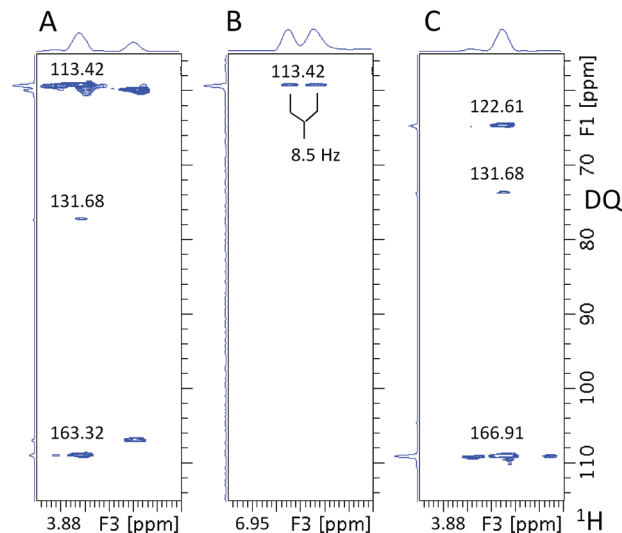 A
B
C
113.42
131.68
163.32
113.42
8.5 Hz
122.61
131.68
166.91
F1 [ppm]
70
80
90
100
110
DQ
3.88 F3 [ppm]
6.95 F3 [ppm]
3.88 F3 [ppm]
¹H